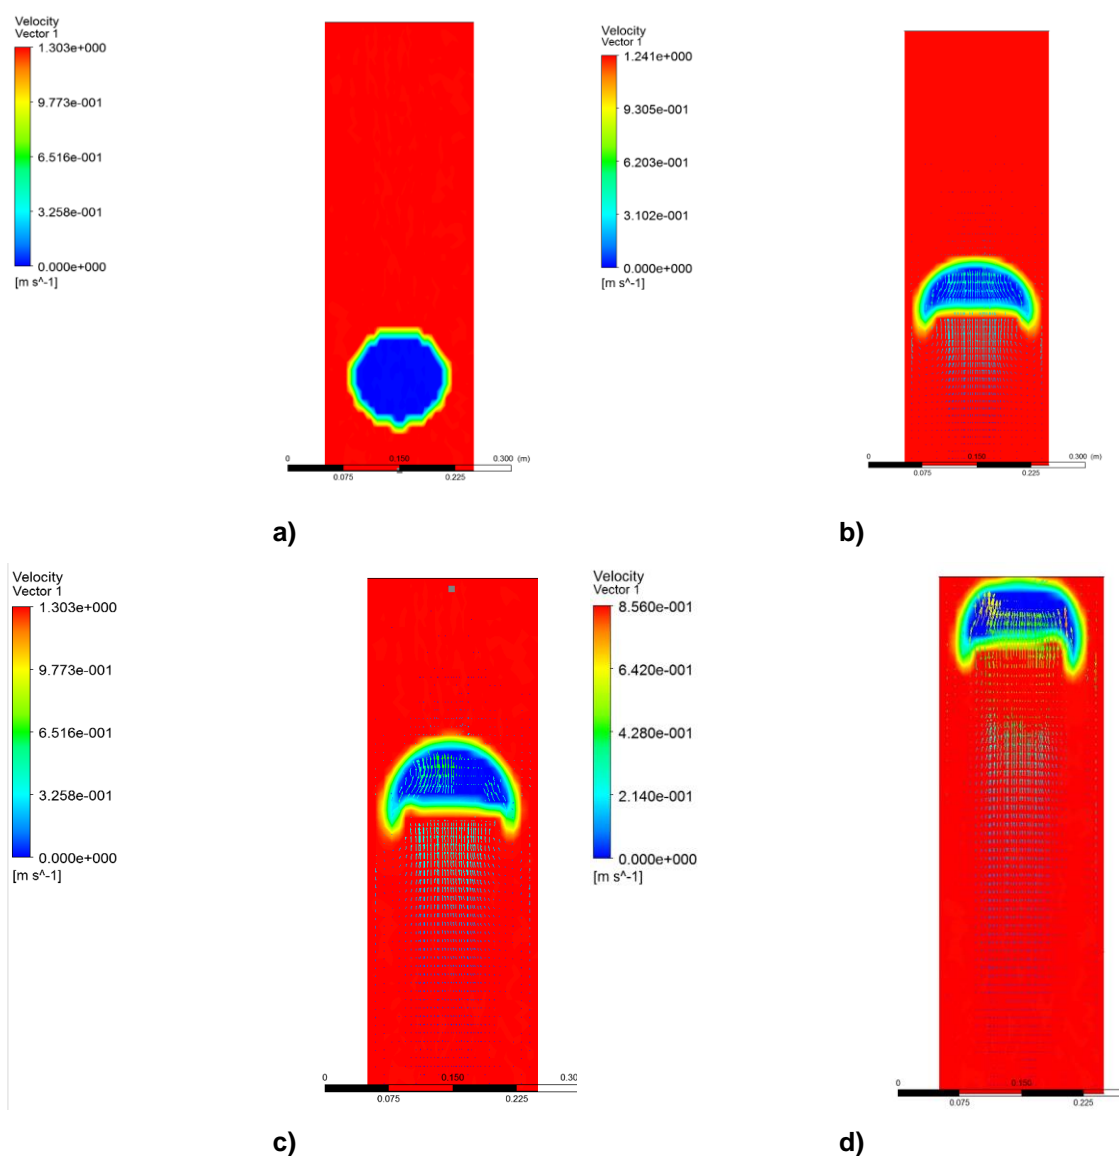 Velocity
Vector 1
1.303e+000
9.773e-001
6.516e-001
3.258e-001
0.000e+000
[m s^-1]
0 0.150 0.300 (m)
0.075 0.225
a)
Velocity
Vector 1
1.241e+000
9.305e-001
6.203e-001
3.102e-001
0.000e+000
[m s^-1]
0 0.150 0.300 (m)
0.075 0.225
b)
Velocity
Vector 1
1.303e+000
9.773e-001
6.516e-001
3.258e-001
0.000e+000
[m s^-1]
0 0.150 0.30
0.075 0.225
c)
Velocity
Vector 1
8.560e-001
6.420e-001
4.280e-001
2.140e-001
0.000e+000
[m s^-1]
0 0.150
0.075 0.225
d)